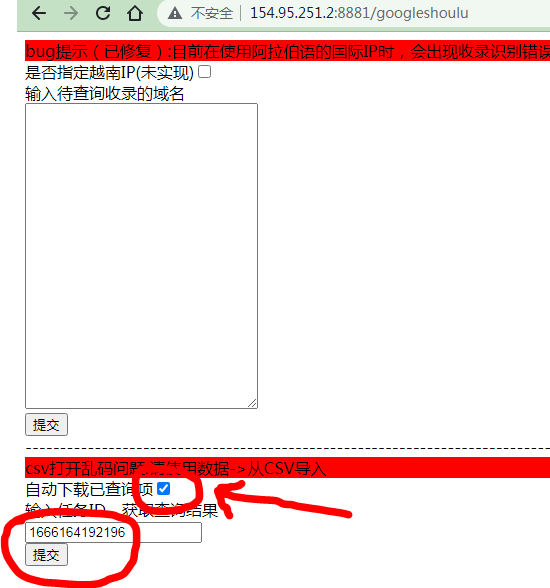 不安全 154.95.251.2:8881/googleshoulu
bug提示（已修复）:目前在使用阿拉伯语的国际IP时，会出现收录识别错误
是否指定越南IP(未实现)
输入待查询收录的域名
提交
csv打开乱码问题,请使用数据->从CSV导入
自动下载已查询项
输入任务ID，获取查询结果
1666164192196
提交